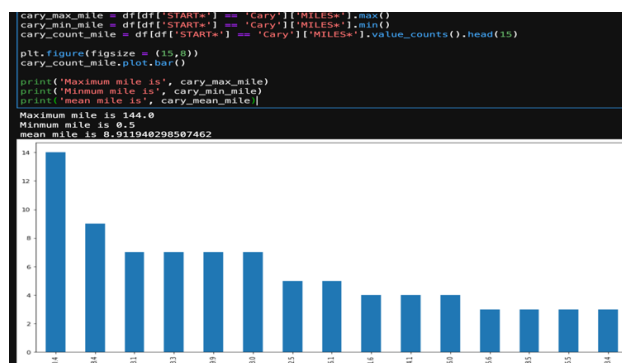 cary_max_mile = df[df['START*'] == 'Cary']['MILES*'].max()
cary_min_mile = df[df['START*'] == 'Cary']['MILES*'].min()
cary_count_mile = df[df['START*'] == 'Cary']['MILES*'].value_counts().head(15)
plt.figure(figsize = (15,8))
cary_count_mile.plot.bar()
print('Maximum mile is', cary_max_mile)
print('Minmum mile is', cary_min_mile)
print('mean mile is', cary_mean_mile)
Maximum mile is 144.0
Minmum mile is 0.5
mean mile is 8.911940298507462
14
12
10
8
6
4
2
0